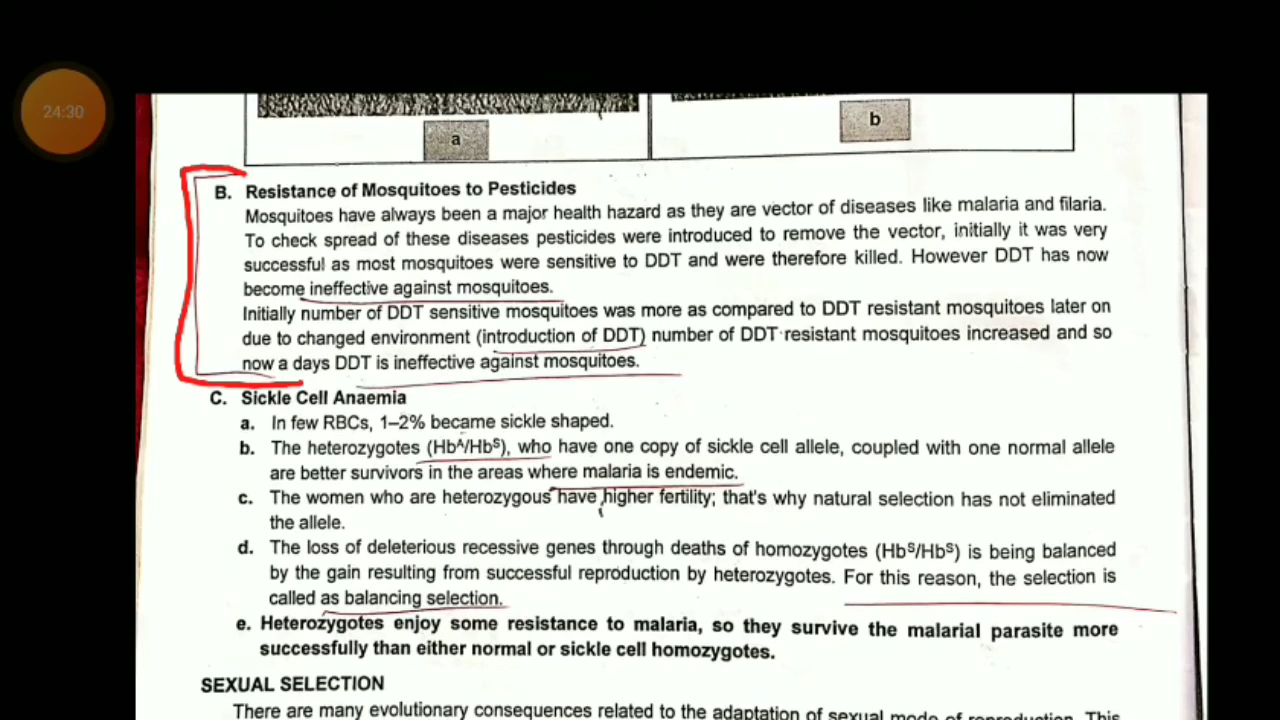 24:30
a
b
B. Resistance of Mosquitoes to Pesticides
Mosquitoes have always been a major health hazard as they are vector of diseases like malaria and filaria.
To check spread of these diseases pesticides were introduced to remove the vector, initially it was very
successful as most mosquitoes were sensitive to DDT and were therefore killed. However DDT has now
become ineffective against mosquitoes.
Initially number of DDT sensitive mosquitoes was more as compared to DDT resistant mosquitoes later on
due to changed environment (introduction of DDT) number of DDT resistant mosquitoes increased and so
now a days DDT is ineffective against mosquitoes.
C. Sickle Cell Anaemia
a. In few RBCs, 1–2% became sickle shaped.
b. The heterozygotes (Hbᴬ/Hbˢ), who have one copy of sickle cell allele, coupled with one normal allele
are better survivors in the areas where malaria is endemic.
c. The women who are heterozygous have higher fertility; that's why natural selection has not eliminated
the allele.
d. The loss of deleterious recessive genes through deaths of homozygotes (Hbˢ/Hbˢ) is being balanced
by the gain resulting from successful reproduction by heterozygotes. For this reason, the selection is
called as balancing selection.
e. Heterozygotes enjoy some resistance to malaria, so they survive the malarial parasite more
successfully than either normal or sickle cell homozygotes.
SEXUAL SELECTION
There are many evolutionary consequences related to the adaptation of sexual mode of reproduction. This